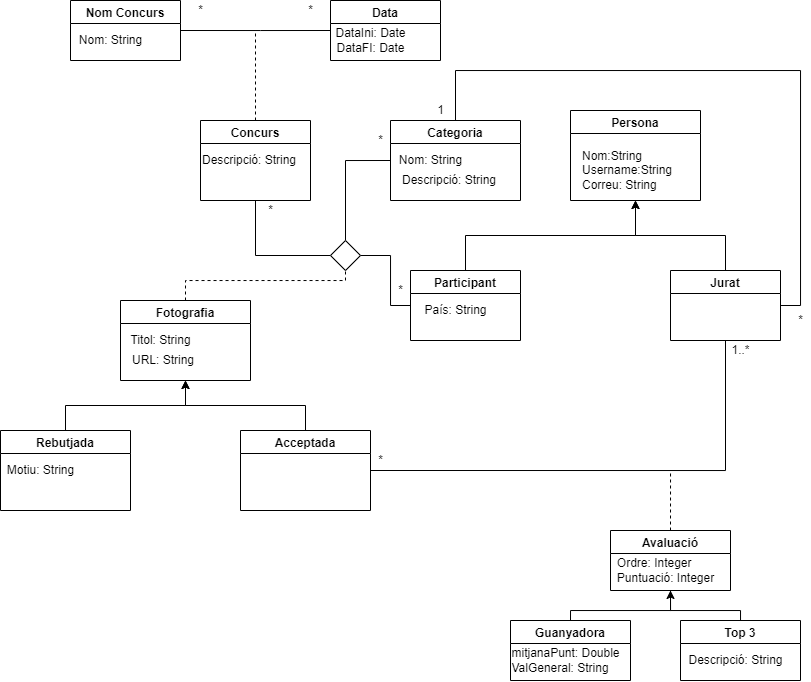 Nom Concurs
Nom: String
*
*
Data
DataIni: Date
DataFI: Date
Concurs
Descripció: String
*
1
*
Categoria
Nom: String
Descripció: String
Persona
Nom:String
Username:String
Correu: String
*
Participant
País: String
Jurat
*
1..*
Fotografia
Titol: String
URL: String
Rebutjada
Motiu: String
Acceptada
*
Avaluació
Ordre: Integer
Puntuació: Integer
Guanyadora
mitjanaPunt: Double
ValGeneral: String
Top 3
Descripció: String